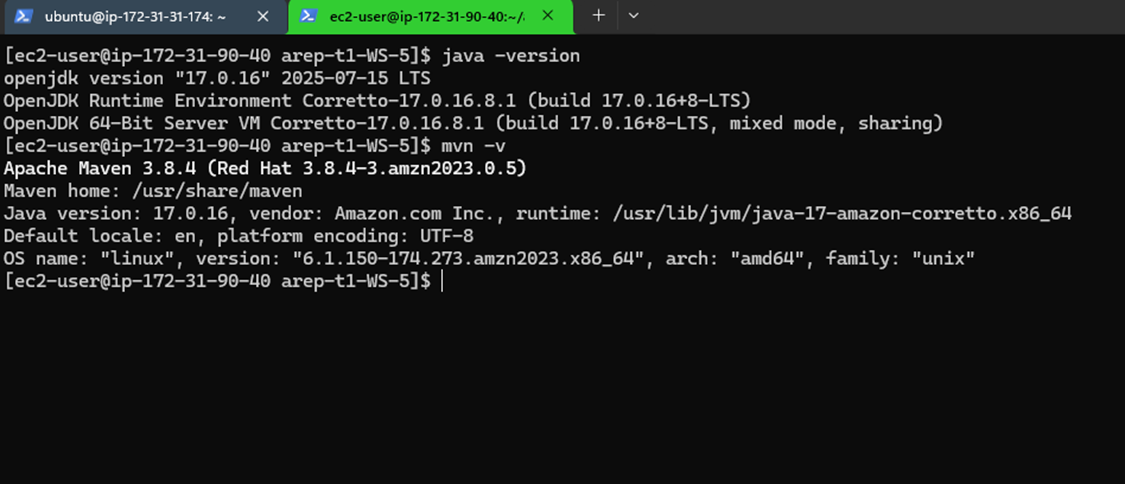 ubuntu@ip-172-31-31-174: ~
ec2-user@ip-172-31-90-40:~/a
[ec2-user@ip-172-31-90-40 arep-t1-WS-5]$ java -version
openjdk version "17.0.16" 2025-07-15 LTS
OpenJDK Runtime Environment Corretto-17.0.16.8.1 (build 17.0.16+8-LTS)
OpenJDK 64-Bit Server VM Corretto-17.0.16.8.1 (build 17.0.16+8-LTS, mixed mode, sharing)
[ec2-user@ip-172-31-90-40 arep-t1-WS-5]$ mvn -v
Apache Maven 3.8.4 (Red Hat 3.8.4-3.amzn2023.0.5)
Maven home: /usr/share/maven
Java version: 17.0.16, vendor: Amazon.com Inc., runtime: /usr/lib/jvm/java-17-amazon-corretto.x86_64
Default locale: en, platform encoding: UTF-8
OS name: "linux", version: "6.1.150-174.273.amzn2023.x86_64", arch: "amd64", family: "unix"
[ec2-user@ip-172-31-90-40 arep-t1-WS-5]$